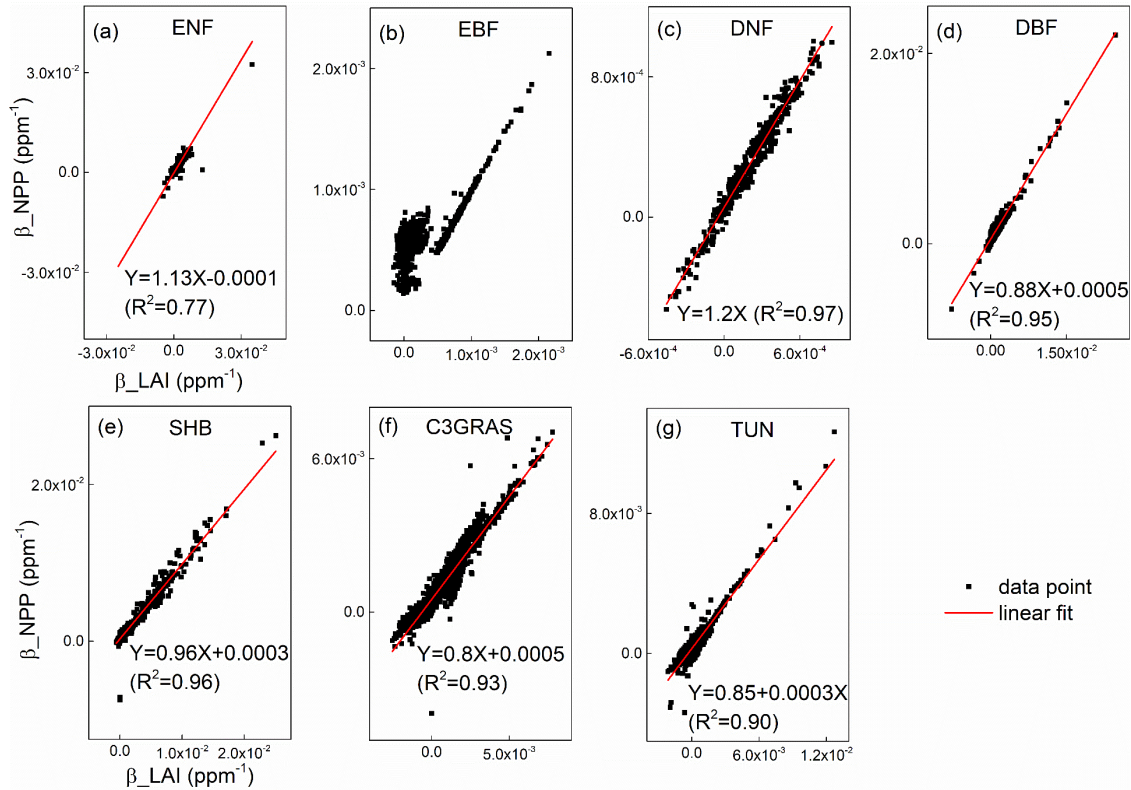 (a) ENF
3.0x10⁻²
0.0
-3.0x10⁻²
β_NPP (ppm⁻¹)
Y=1.13X-0.0001
(R²=0.77)
-3.0x10⁻² 0.0 3.0x10⁻²
β_LAI (ppm⁻¹)
(b) EBF
2.0x10⁻³
1.0x10⁻³
0.0
0.0 1.0x10⁻³ 2.0x10⁻³
(c) DNF
8.0x10⁻⁴
0.0
Y=1.2X (R²=0.97)
-6.0x10⁻⁴ 0.0 6.0x10⁻⁴
(d) DBF
2.0x10⁻²
0.0
Y=0.88X+0.0005
(R²=0.95)
0.00 1.50x10⁻²
(e) SHB
2.0x10⁻²
0.0
β_NPP (ppm⁻¹)
Y=0.96X+0.0003
(R²=0.96)
0.0 1.0x10⁻² 2.0x10⁻²
β_LAI (ppm⁻¹)
(f) C3GRAS
6.0x10⁻³
0.0
Y=0.8X+0.0005
(R²=0.93)
0.0 5.0x10⁻³
(g) TUN
8.0x10⁻³
0.0
Y=0.85+0.0003X
(R²=0.90)
0.0 6.0x10⁻³ 1.2x10⁻²
data point
linear fit